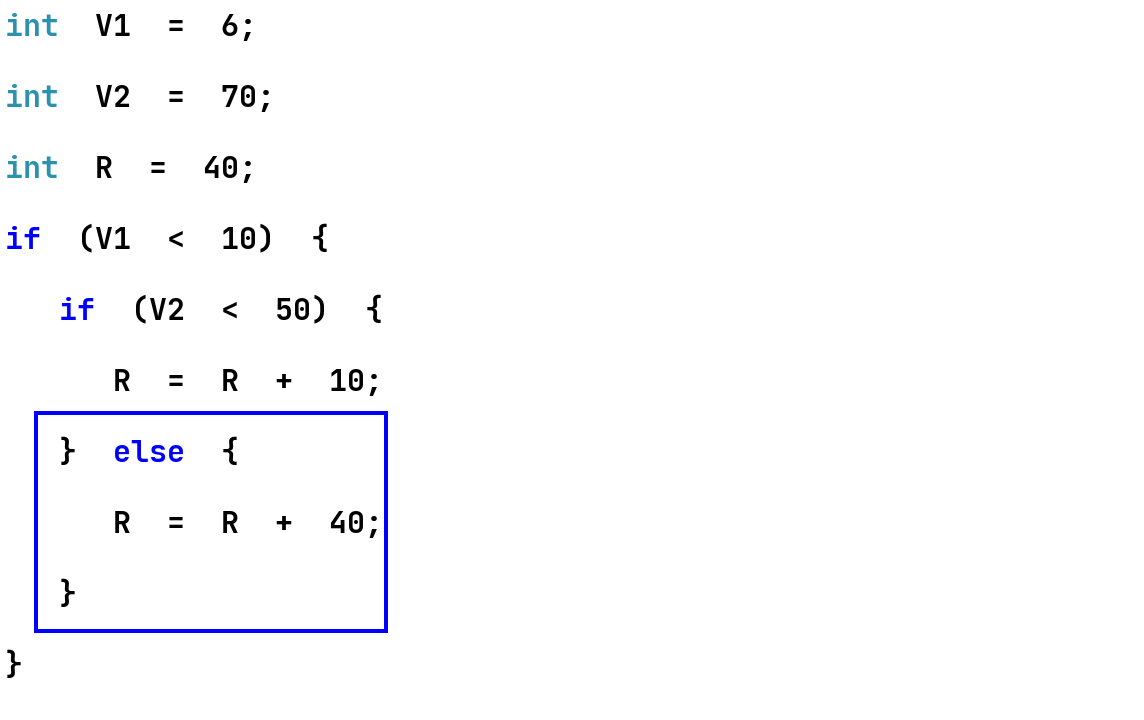 int V1 = 6;
int V2 = 70;
int R = 40;
if (V1 < 10) {
   if (V2 < 50) {
      R = R + 10;
   } else {
      R = R + 40;
   }
}